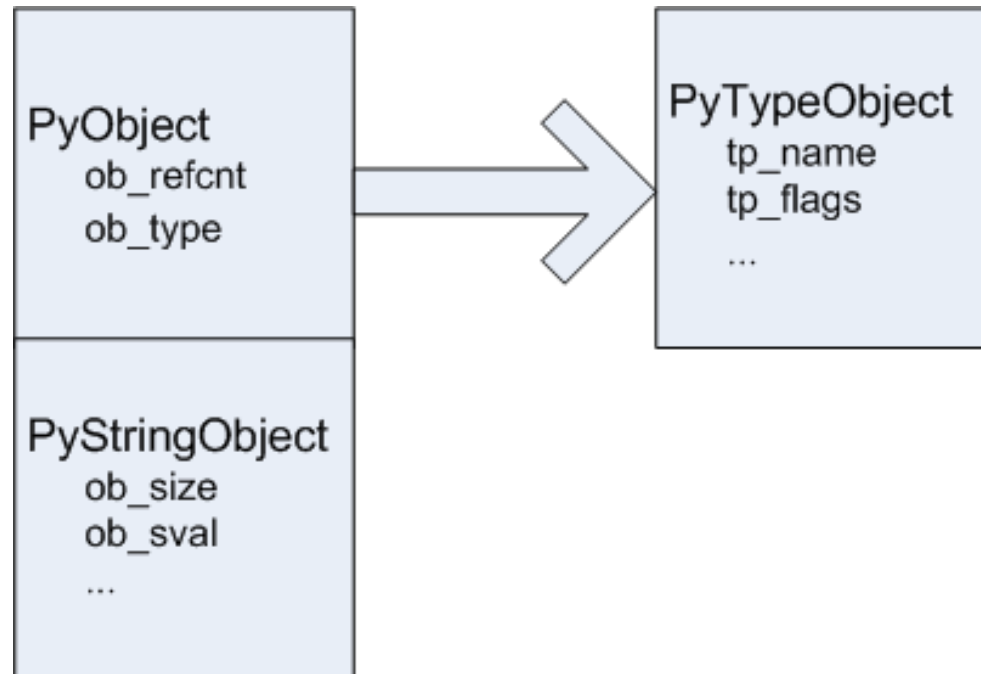 PyObject
ob_refcnt
ob_type
PyStringObject
ob_size
ob_sval
...
PyTypeObject
tp_name
tp_flags
...